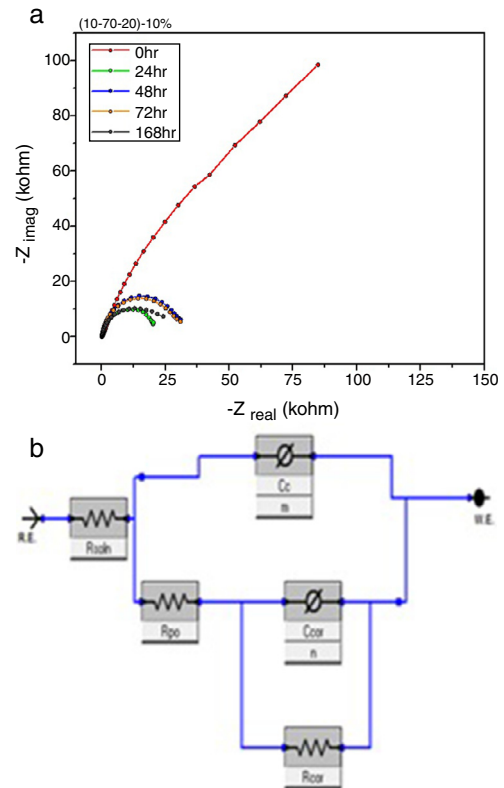 a
(10-70-20)-10%
0hr
24hr
48hr
72hr
168hr
100
80
60
40
20
0
-Z imag (kohm)
0 25 50 75 100 125 150
-Z real (kohm)
b
R.E.
Rsoln
Cc
m
W.E.
Rpo
Ccor
n
Rcor